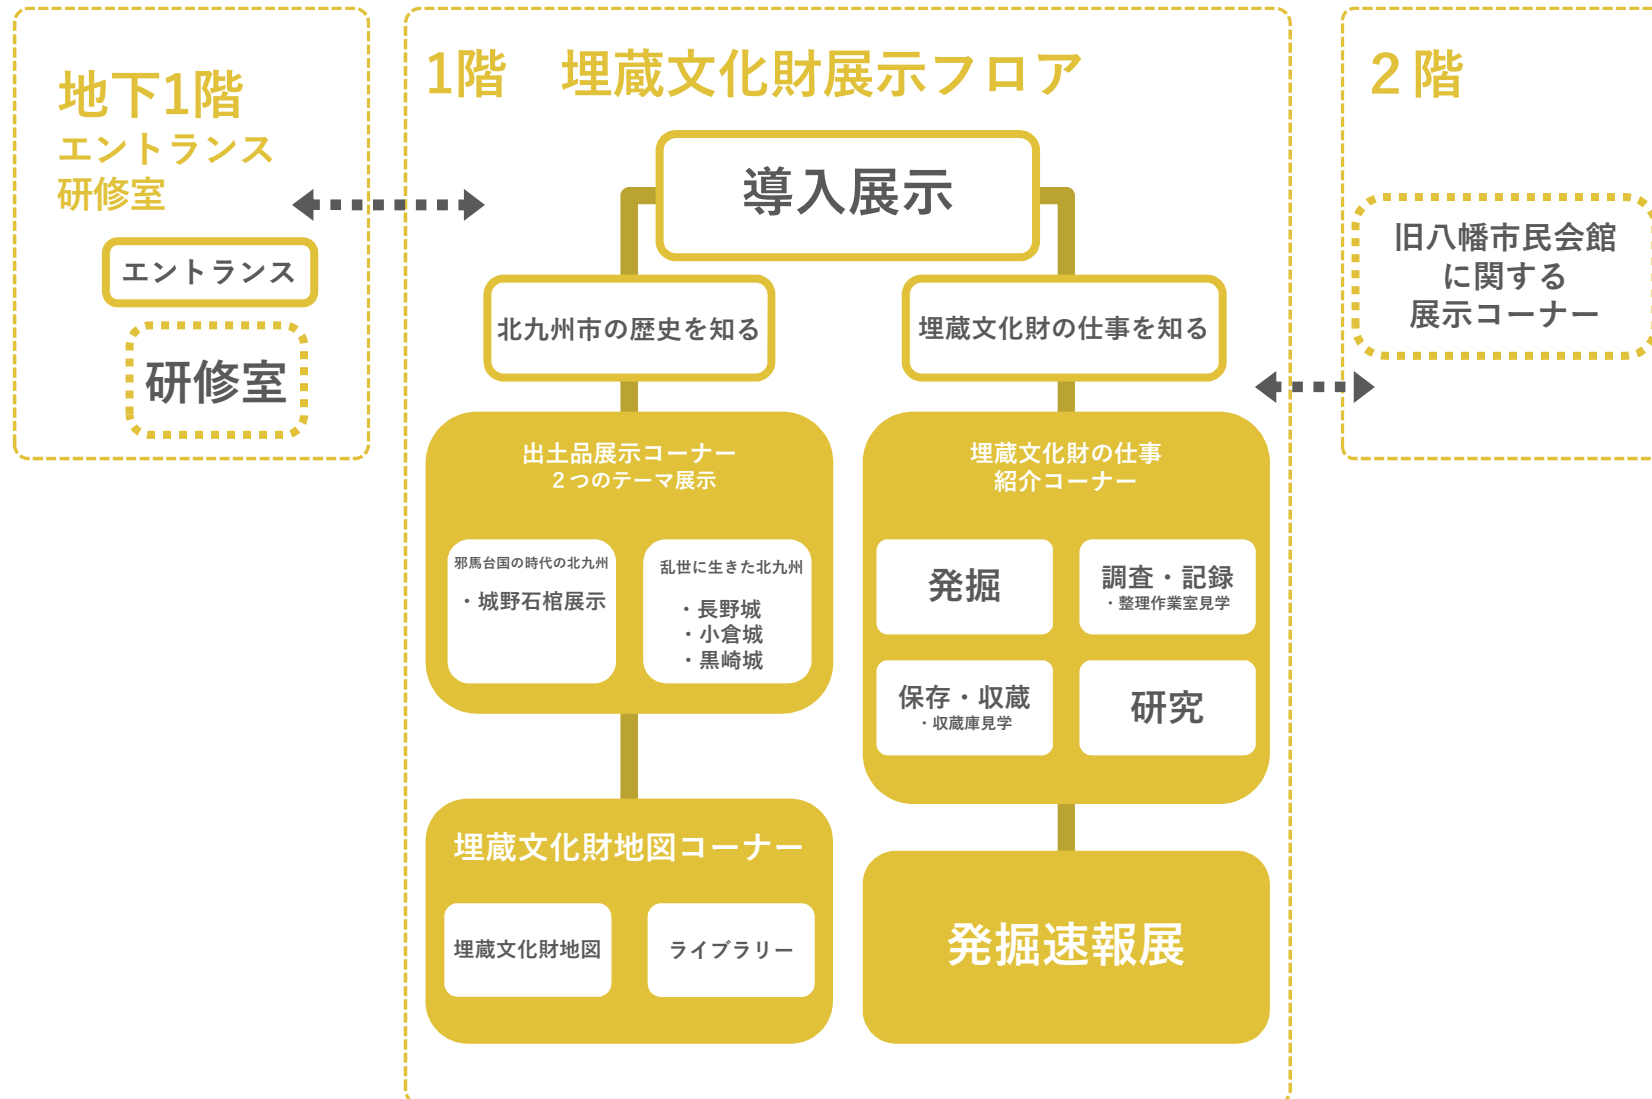 地下1階
エントランス
研修室
エントランス
研修室
1階　埋蔵文化財展示フロア
導入展示
北九州市の歴史を知る
出土品展示コーナー
２つのテーマ展示
邪馬台国の時代の北九州
・城野石棺展示
乱世に生きた北九州
・長野城
・小倉城
・黒崎城
埋蔵文化財地図コーナー
埋蔵文化財地図
ライブラリー
埋蔵文化財の仕事を知る
埋蔵文化財の仕事
紹介コーナー
発掘
調査・記録
・整理作業室見学
保存・収蔵
・収蔵庫見学
研究
発掘速報展
２階
旧八幡市民会館
に関する
展示コーナー